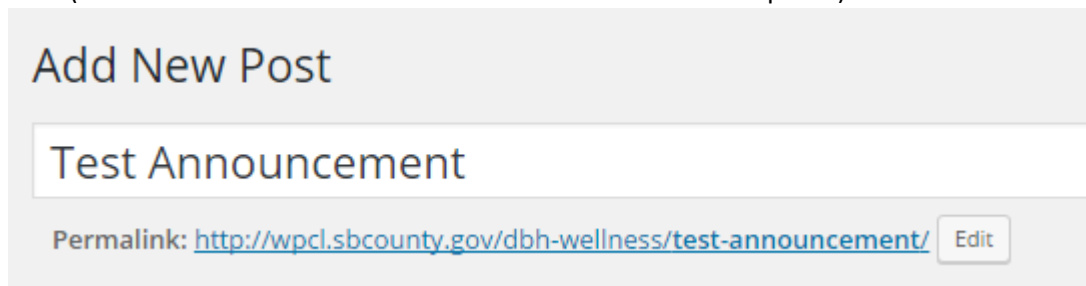 Add New Post
Test Announcement
Permalink: http://wpcl.sbcounty.gov/dbh-wellness/test-announcement/ Edit